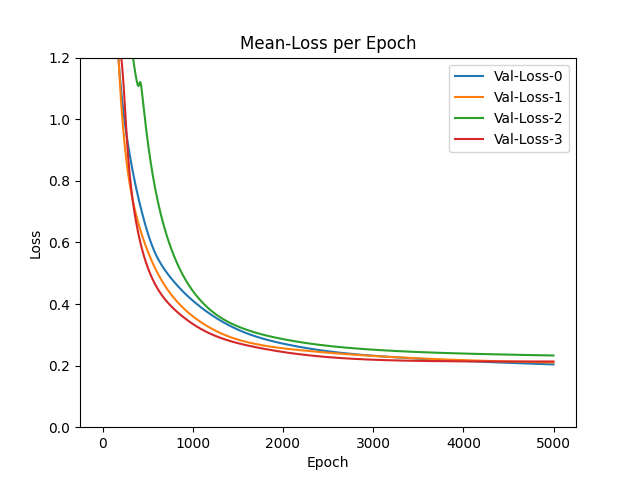 Mean-Loss per Epoch
Val-Loss-0
Val-Loss-1
Val-Loss-2
Val-Loss-3
Loss
1.2
1.0
0.8
0.6
0.4
0.2
0.0
0 1000 2000 3000 4000 5000
Epoch